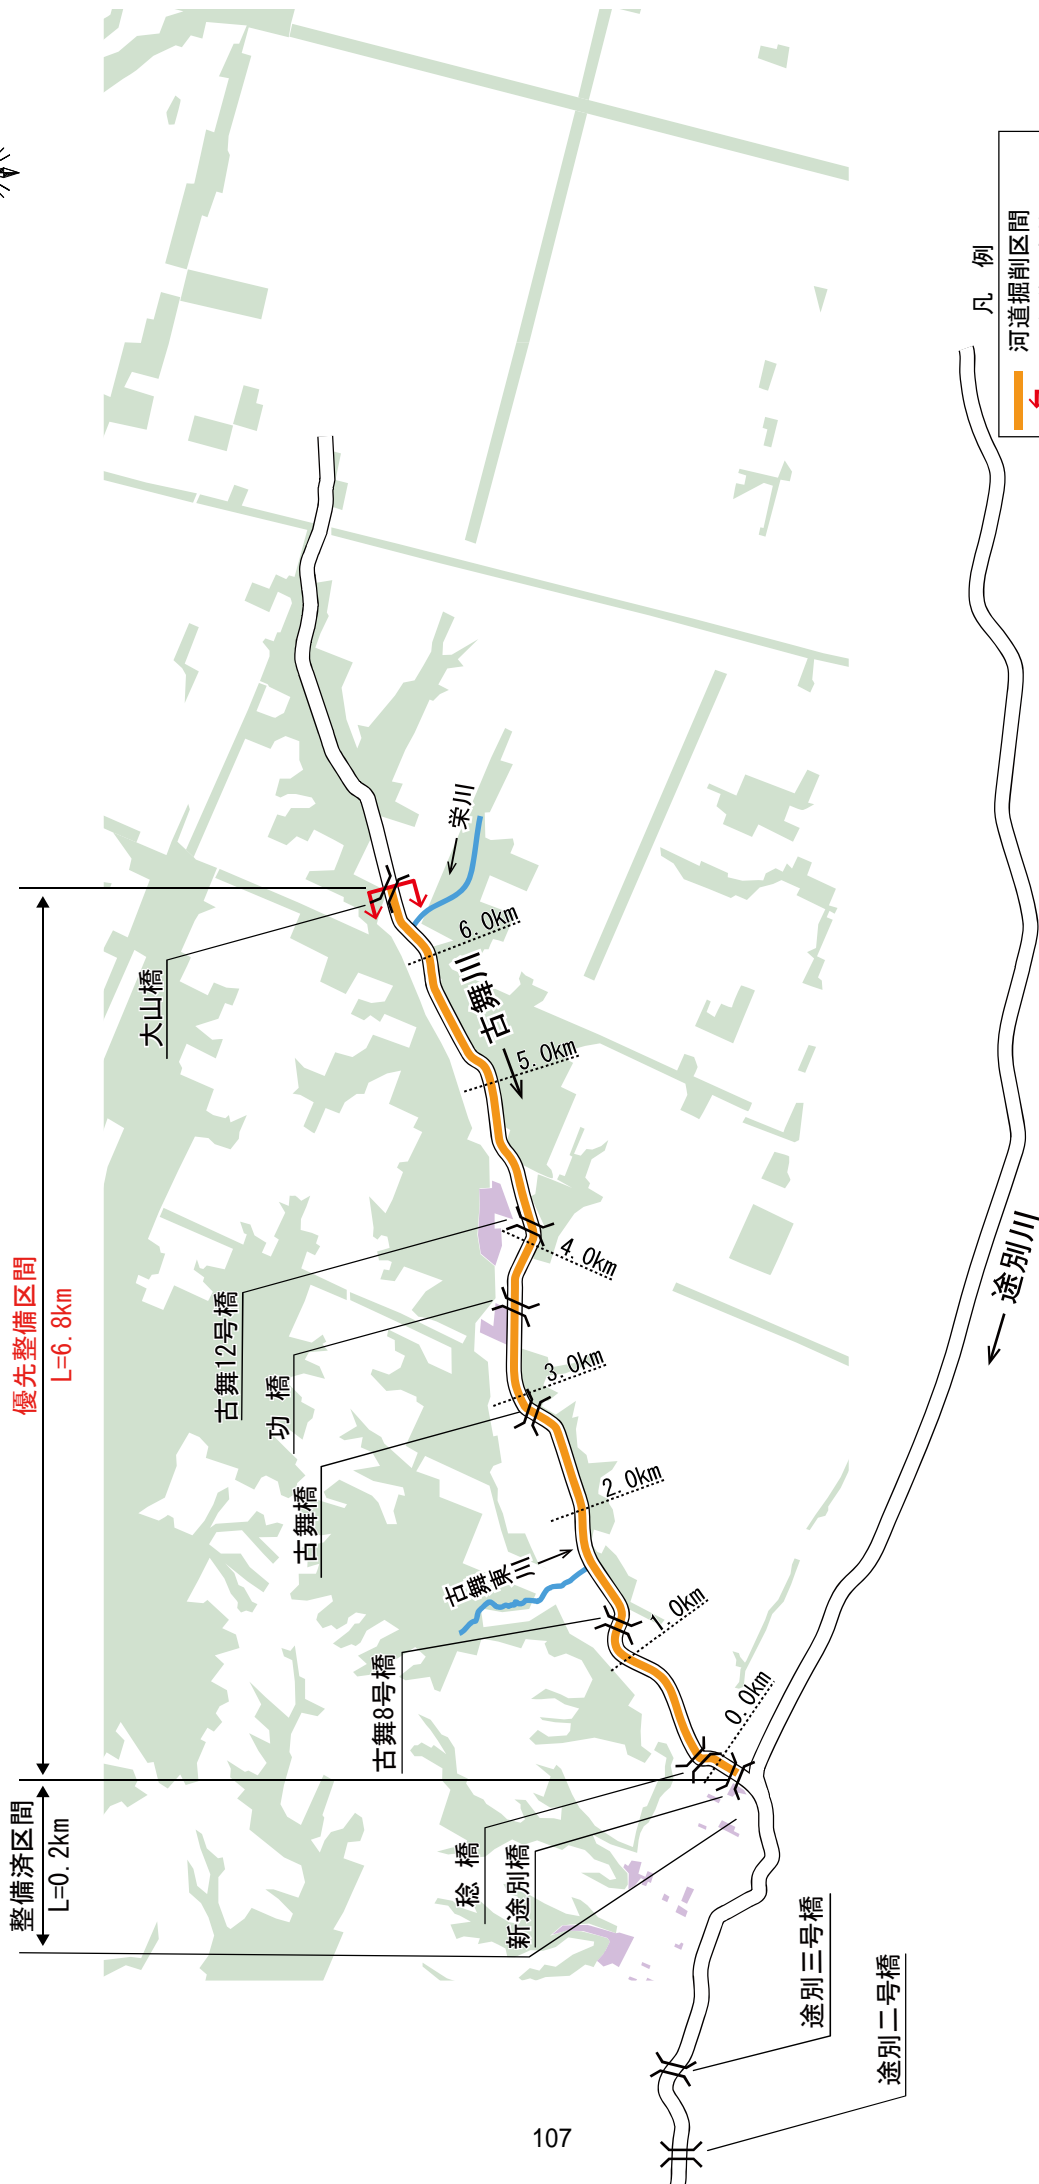 凡 例
河道掘削区間
優先整備区間
L=6.8km
整備済区間
L=0.2km
大山橋
栄川
6.0km
古舞川
5.0km
古舞12号橋
4.0km
功 橋
3.0km
古舞橋
2.0km
古舞東川
1.0km
古舞8号橋
0.0km
稔 橋
新途別橋
途別川
途別三号橋
途別二号橋
107